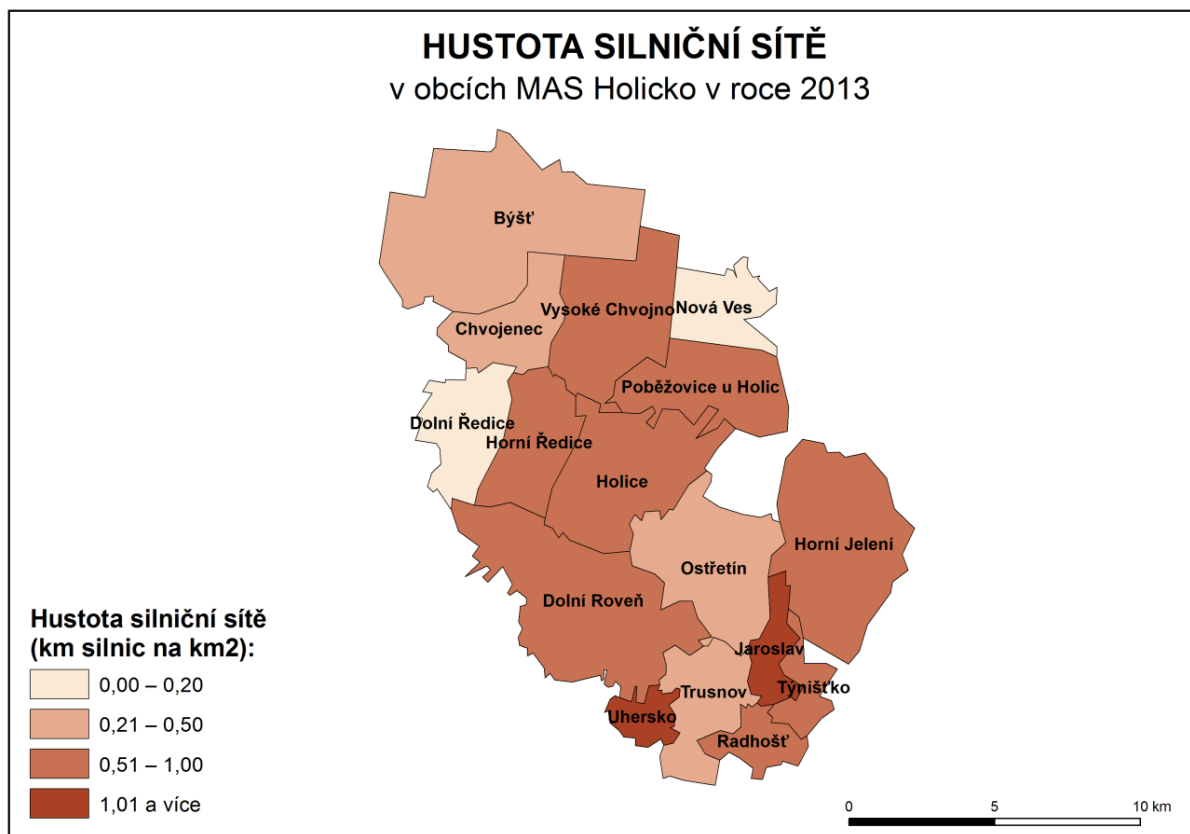 HUSTOTA SILNIČNÍ SÍTĚ
v obcích MAS Holicko v roce 2013
Býšť
Vysoké Chvojno
Nová Ves
Chvojenec
Poběžovice u Holic
Dolní Ředice
Horní Ředice
Holice
Horní Jelení
Ostřetín
Dolní Roveň
Jaroslav
Týnišťko
Trusnov
Uhersko
Radhošť
Hustota silniční sítě
(km silnic na km2):
0,00 – 0,20
0,21 – 0,50
0,51 – 1,00
1,01 a více
0 5 10 km